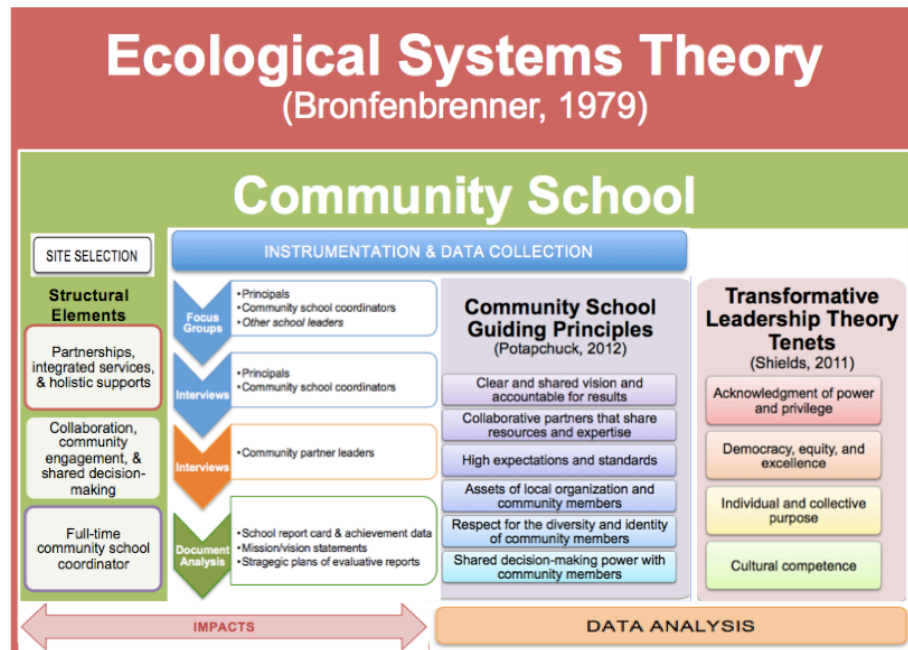 Ecological Systems Theory
(Bronfenbrenner, 1979)
Community School
SITE SELECTION
Structural
Elements
Partnerships,
integrated services,
& holistic supports
Collaboration,
community
engagement, &
shared decision-
making
Full-time
community school
coordinator
INSTRUMENTATION & DATA COLLECTION
Focus
Groups
•Principals
•Community school coordinators
•Other school leaders
Interviews
•Principals
•Community school coordinators
Interviews
•Community partner leaders
Document
Analysis
•School report card & achievement data
•Mission/vision statements
•Stragegic plans of evaluative reports
Community School
Guiding Principles
(Potapchuck, 2012)
Clear and shared vision and
accountable for results
Collaborative partners that share
resources and expertise
High expectations and standards
Assets of local organization and
community members
Respect for the diversity and identity
of community members
Shared decision-making power with
community members
Transformative
Leadership Theory
Tenets
(Shields, 2011)
Acknowledgment of power
and privilege
Democracy, equity, and
excellence
Individual and collective
purpose
Cultural competence
IMPACTS
DATA ANALYSIS